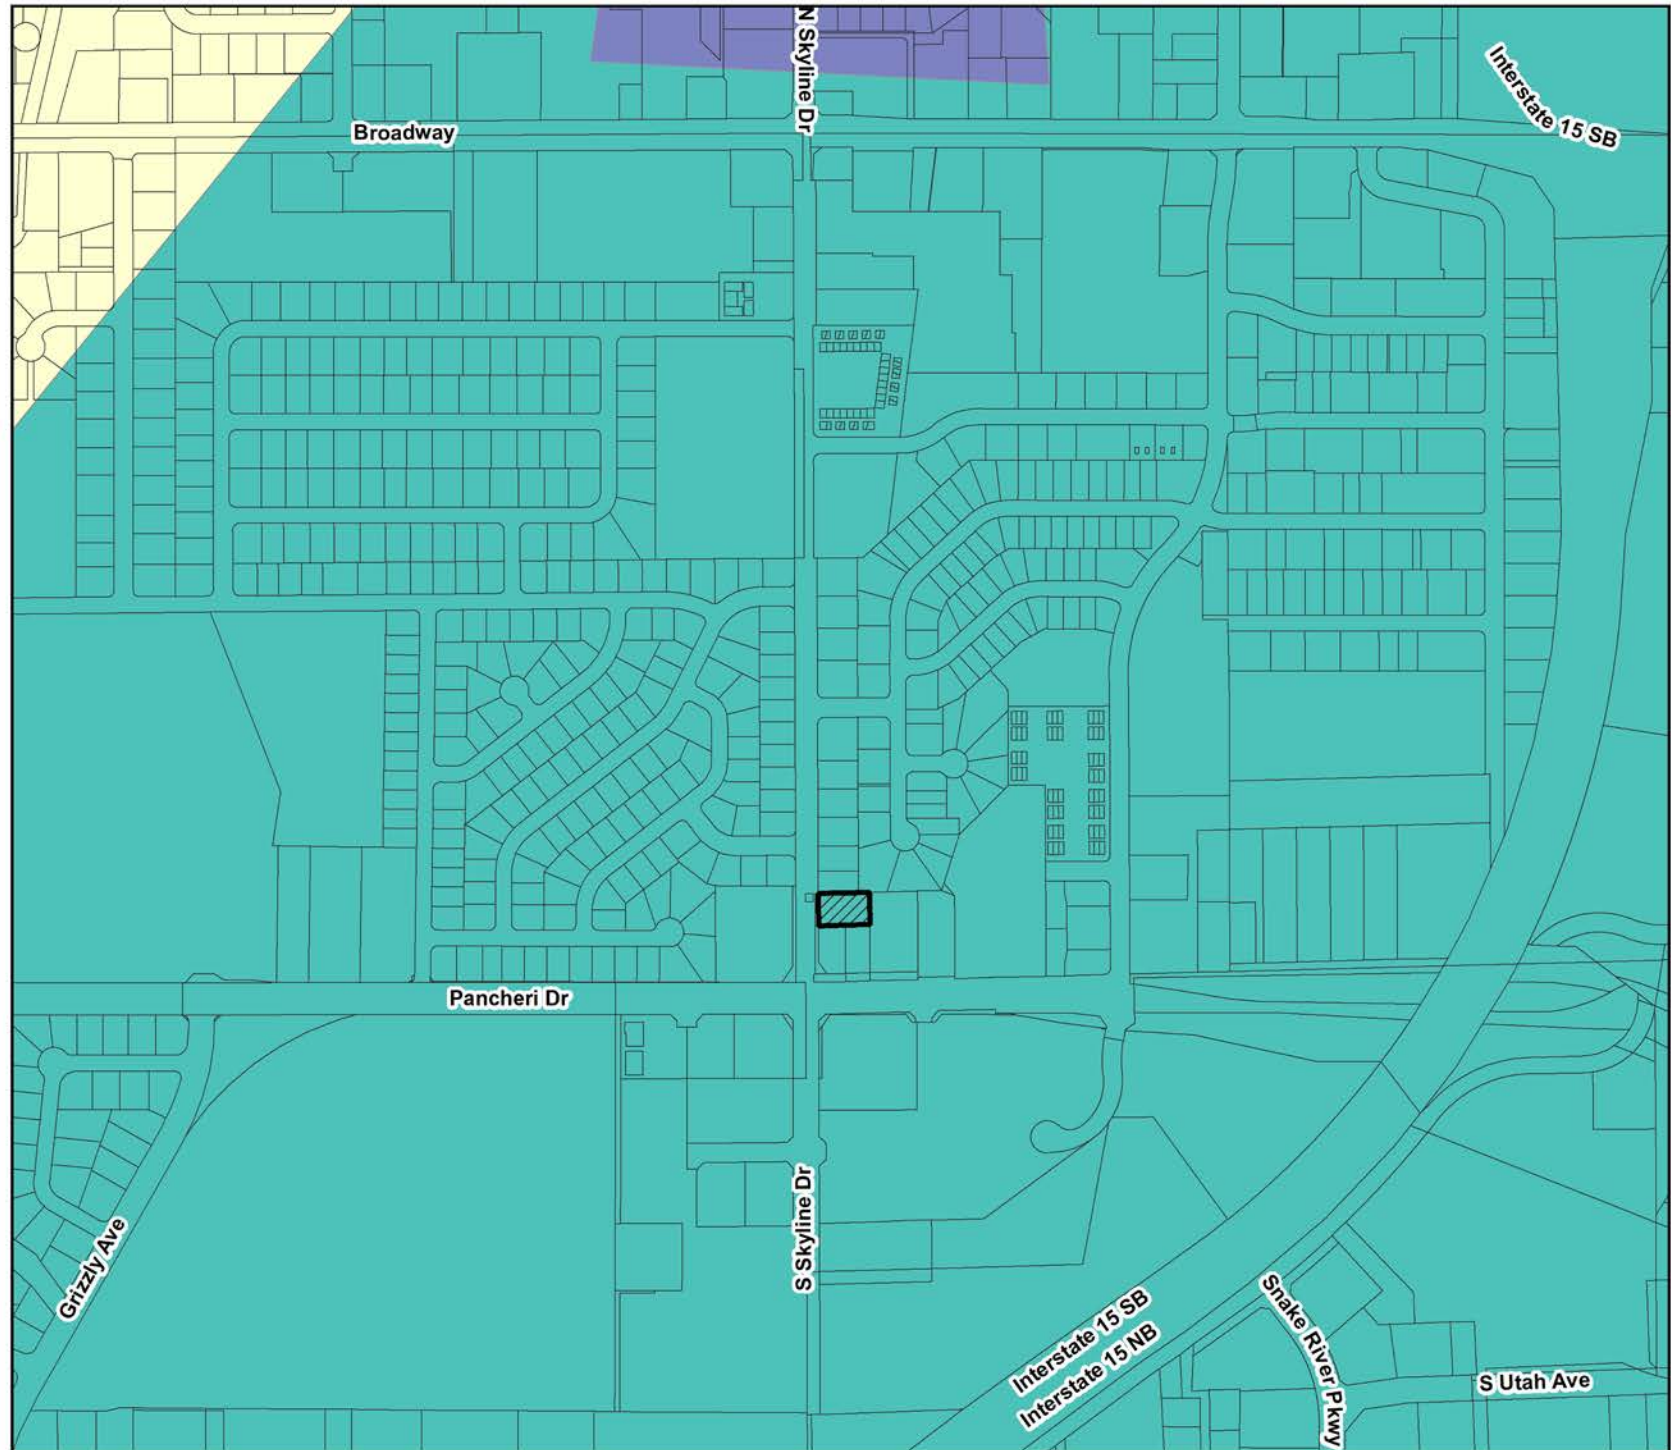 N Skyline Dr
Interstate 15 SB
Broadway
Pancheri Dr
S Skyline Dr
Grizzly Ave
Interstate 15 SB
Interstate 15 NB
Snake River Pkwy
S Utah Ave